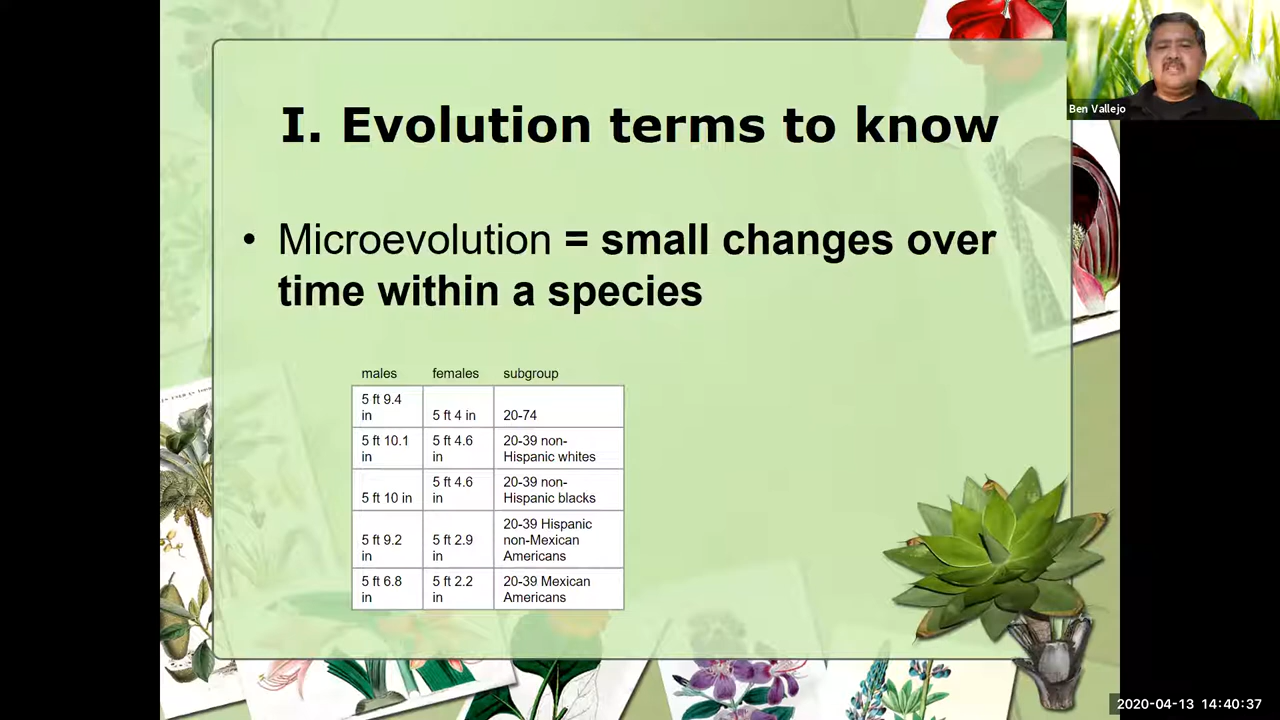 I. Evolution terms to know
Ben Vallejo
• Microevolution = small changes over
time within a species
males females subgroup
5 ft 9.4
in
5 ft 4 in
20-74
5 ft 10.1
in
5 ft 4.6
in
20-39 non-
Hispanic whites
5 ft 10 in
5 ft 4.6
in
20-39 non-
Hispanic blacks
5 ft 9.2
in
5 ft 2.9
in
20-39 Hispanic
non-Mexican
Americans
5 ft 6.8
in
5 ft 2.2
in
20-39 Mexican
Americans
2020-04-13 14:40:37